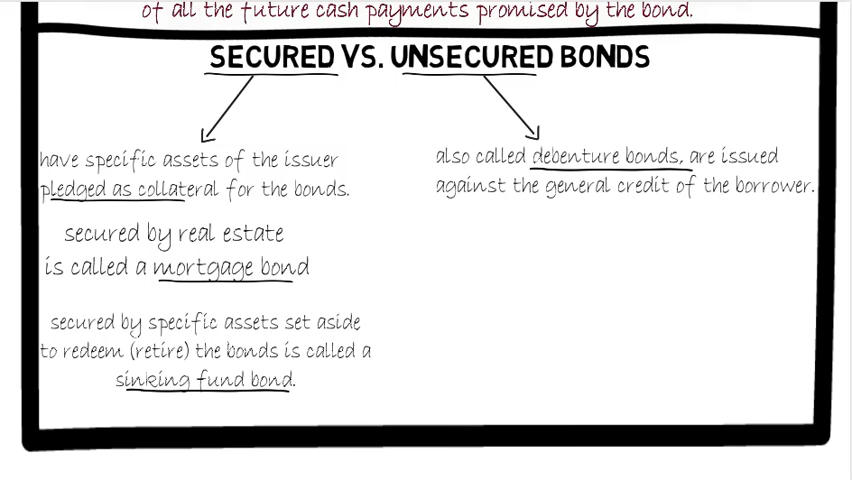 of all the future cash payments promised by the bond.
SECURED VS. UNSECURED BONDS
have specific assets of the issuer
pledged as collateral for the bonds.
secured by real estate
is called a mortgage bond
secured by specific assets set aside
to redeem (retire) the bonds is called a
sinking fund bond.
also called debenture bonds, are issued
against the general credit of the borrower.